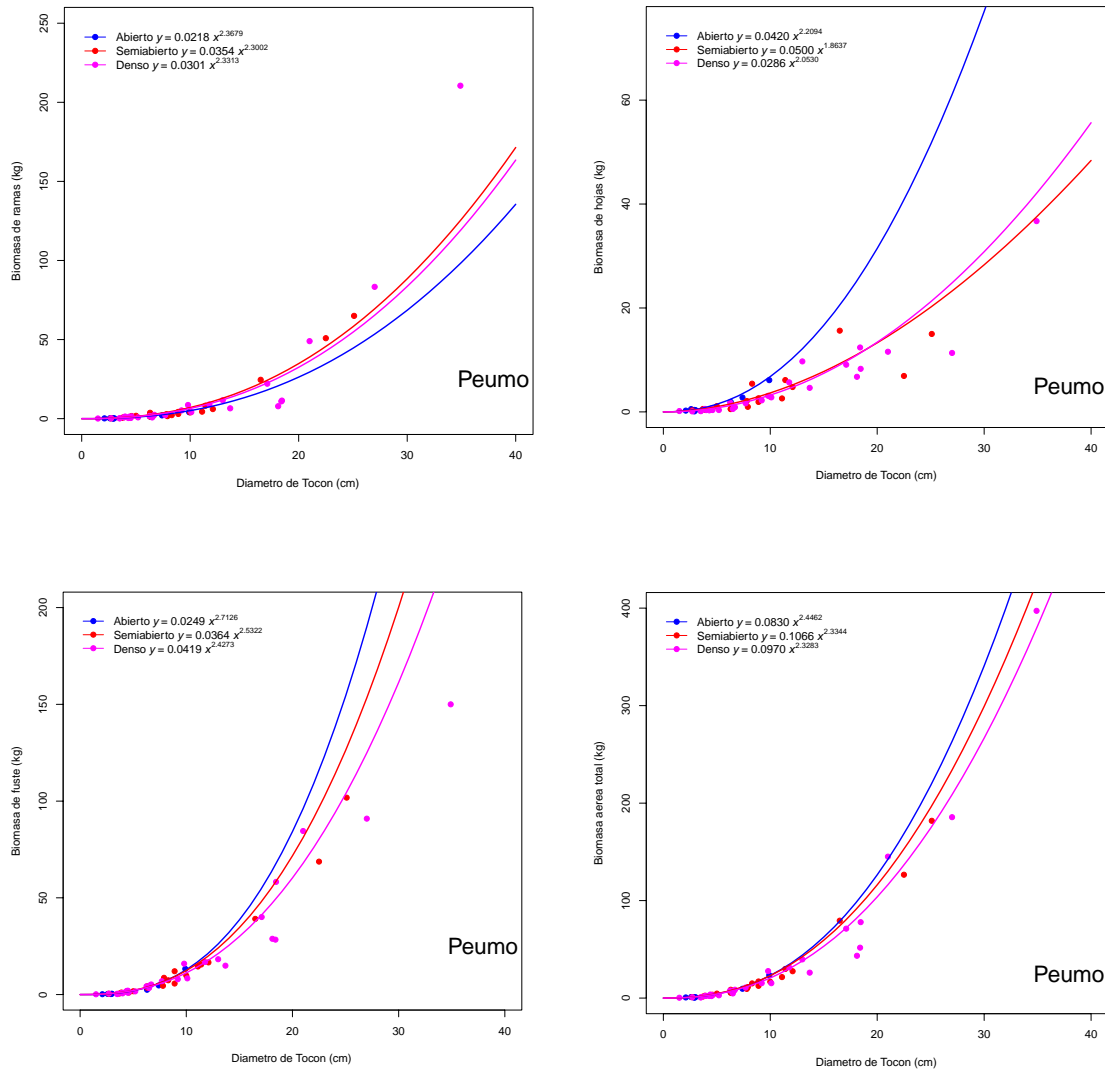 Abierto y = 0.0218 x^2.3679
Semiabierto y = 0.0354 x^2.3002
Denso y = 0.0301 x^2.3313
Biomasa de ramas (kg)
0
50
100
150
200
250
Peumo
0 10 20 30 40
Diametro de Tocon (cm)
Abierto y = 0.0420 x^2.2094
Semiabierto y = 0.0500 x^1.8637
Denso y = 0.0286 x^2.0530
Biomasa de hojas (kg)
0
20
40
60
Peumo
0 10 20 30 40
Diametro de Tocon (cm)
Abierto y = 0.0249 x^2.7126
Semiabierto y = 0.0364 x^2.5322
Denso y = 0.0419 x^2.4273
Biomasa de fuste (kg)
0
50
100
150
200
Peumo
0 10 20 30 40
Diametro de Tocon (cm)
Abierto y = 0.0830 x^2.4462
Semiabierto y = 0.1066 x^2.3344
Denso y = 0.0970 x^2.3283
Biomasa aerea total (kg)
0
100
200
300
400
Peumo
0 10 20 30 40
Diametro de Tocon (cm)